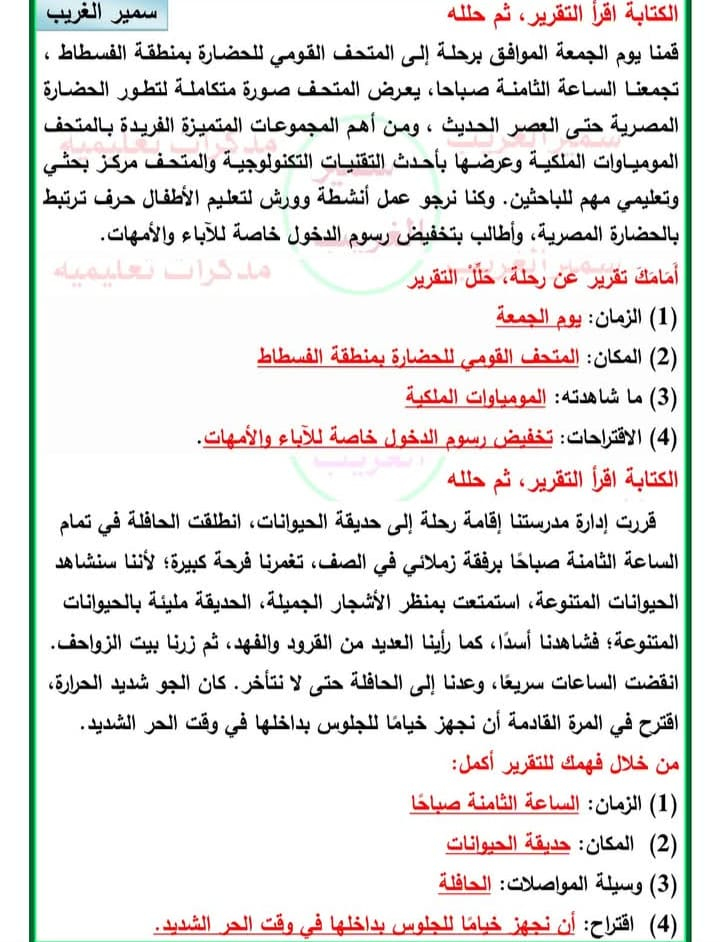 سمير الغريب
الكتابة اقرأ التقرير، ثم حلله
قمنا يوم الجمعة الموافق برحلة إلى المتحف القومي للحضارة بمنطقة الفسطاط ،
تجمعنا الساعة الثامنة صباحا، يعرض المتحف صورة متكاملة لتطور الحضارة
المصرية حتى العصر الحديث ، ومن أهم المجموعات المتميزة الفريدة بالمتحف
المومياوات الملكية وعرضها بأحدث التقنيات التكنولوجية والمتحف مركز بحثي
وتعليمي مهم للباحثين. وكنا نرجو عمل أنشطة وورش لتعليم الأطفال حرف ترتبط
بالحضارة المصرية، وأطالب بتخفيض رسوم الدخول خاصة للآباء والأمهات.
أَمَامَكَ تقرير عن رحلة، حَلِّلْ التقرير
(1) الزمان: يوم الجمعة
(2) المكان: المتحف القومي للحضارة بمنطقة الفسطاط
(3) ما شاهدته: المومياوات الملكية
(4) الاقتراحات: تخفيض رسوم الدخول خاصة للآباء والأمهات.
الكتابة اقرأ التقرير، ثم حلله
قررت إدارة مدرستنا إقامة رحلة إلى حديقة الحيوانات، انطلقت الحافلة في تمام
الساعة الثامنة صباحًا برفقة زملائي في الصف، تغمرنا فرحة كبيرة؛ لأننا سنشاهد
الحيوانات المتنوعة، استمتعت بمنظر الأشجار الجميلة، الحديقة مليئة بالحيوانات
المتنوعة؛ فشاهدنا أسدًا، كما رأينا العديد من القرود والفهد، ثم زرنا بيت الزواحف.
انقضت الساعات سريعًا، وعدنا إلى الحافلة حتى لا نتأخر. كان الجو شديد الحرارة،
اقترح في المرة القادمة أن نجهز خيامًا للجلوس بداخلها في وقت الحر الشديد.
من خلال فهمك للتقرير أكمل:
(1) الزمان: الساعة الثامنة صباحًا
(2) المكان: حديقة الحيوانات
(3) وسيلة المواصلات: الحافلة
(4) اقتراح: أن نجهز خيامًا للجلوس بداخلها في وقت الحر الشديد.
سمير الغريب
مذكرات تعليميه
سمير
الغريب
سمير الغريب
مذكرات تعليميه
الغريب